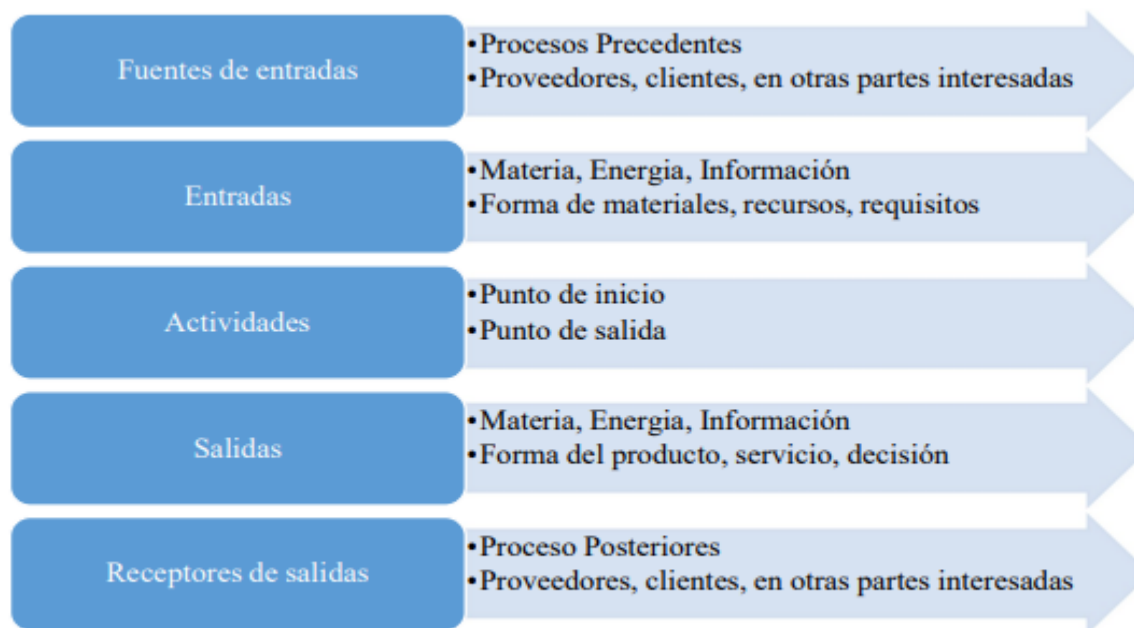 Fuentes de entradas
•Procesos Precedentes
•Proveedores, clientes, en otras partes interesadas
Entradas
•Materia, Energia, Información
•Forma de materiales, recursos, requisitos
Actividades
•Punto de inicio
•Punto de salida
Salidas
•Materia, Energia, Información
•Forma del producto, servicio, decisión
Receptores de salidas
•Proceso Posteriores
•Proveedores, clientes, en otras partes interesadas